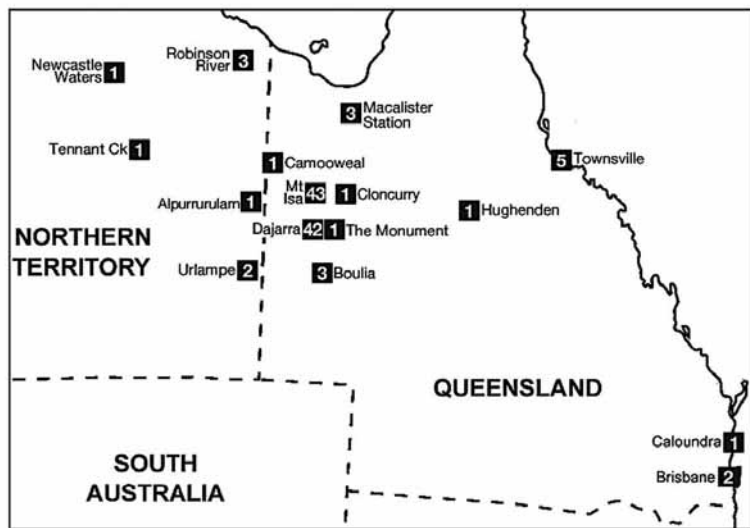 Newcastle
Waters 1
Robinson
River 3
3 Macalister
Station
Tennant Ck 1
1 Camooweal
5 Townsville
Mt
Isa 43
1 Cloncurry
Alpurrurulam 1
1 Hughenden
Dajarra 42
1 The Monument
NORTHERN
TERRITORY
Urlampe 2
3 Boulia
QUEENSLAND
Caloundra 1
SOUTH
AUSTRALIA
Brisbane 2